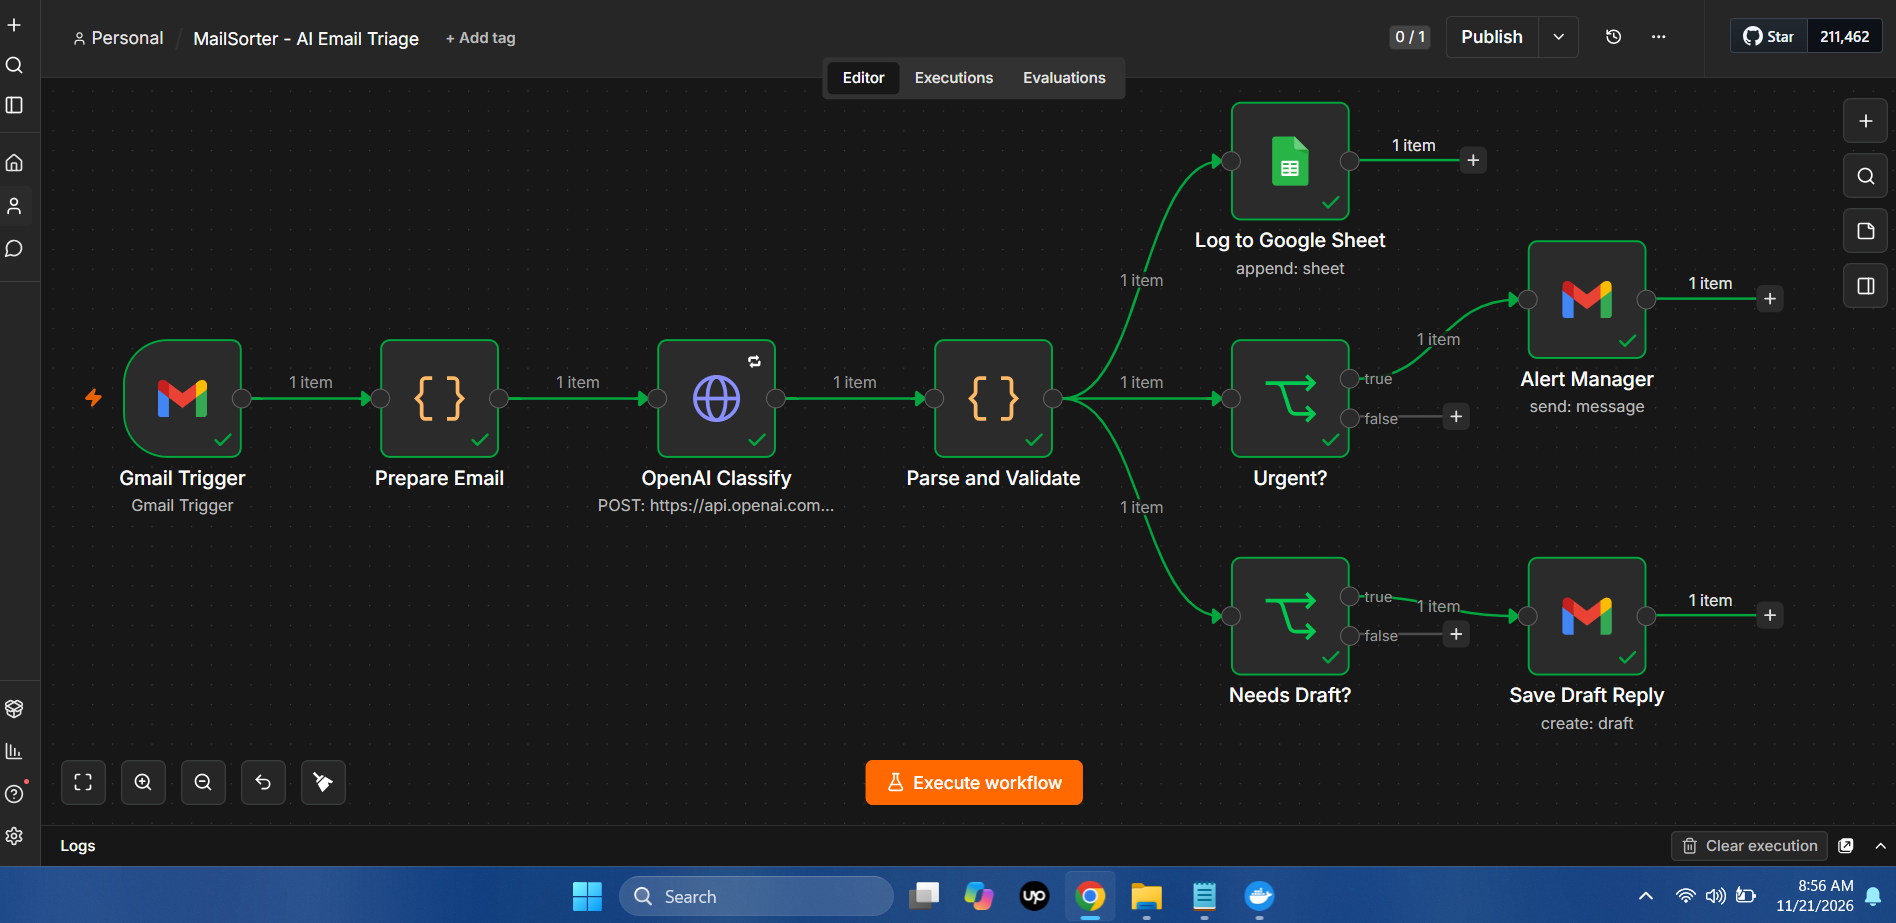 Personal / MailSorter - AI Email Triage + Add tag
0 / 1
Publish
Star 211,462
Editor Executions Evaluations
1 item
Log to Google Sheet
append: sheet
1 item
1 item
1 item
Alert Manager
send: message
1 item
1 item
1 item
1 item
true
false
Gmail Trigger
Gmail Trigger
Prepare Email
OpenAI Classify
POST: https://api.openai.com...
Parse and Validate
Urgent?
1 item
true
1 item
false
1 item
Needs Draft?
Save Draft Reply
create: draft
Execute workflow
Logs
Clear execution
Search
up
8:56 AM
11/21/2026